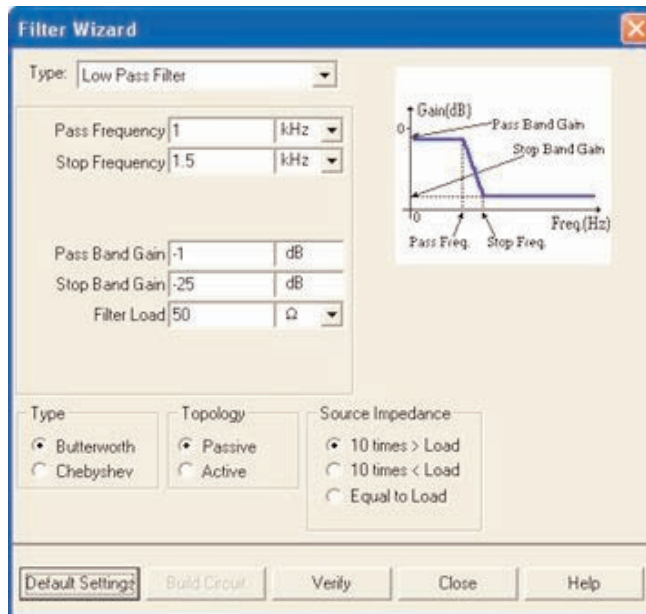 Filter Wizard
Type: Low Pass Filter
Pass Frequency 1 kHz
Stop Frequency 1.5 kHz
Pass Band Gain -1 dB
Stop Band Gain -25 dB
Filter Load 50 Ω
Gain(dB)
0
Pass Band Gain
Stop Band Gain
0
Freq.(Hz)
Pass Freq. Stop Freq.
Type
Butterworth
Chebyshev
Topology
Passive
Active
Source Impedance
10 times > Load
10 times < Load
Equal to Load
Default Settings Build Circuit Verify Close Help